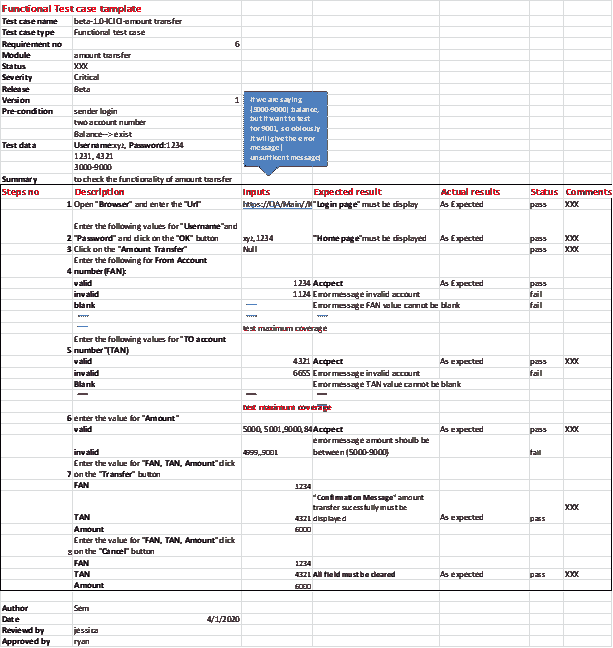 Functional Test case tamplate
Test case name beta-1.0-ICICI-amount transfer
Test case type Functional test case
Requirement no 6
Module amount transfer
Status XXX
Severity Critical
Release Beta
Version 1
Pre-condition sender login
two account number
Balance--> exist
Test data Username:xyz, Password:1234
1231, 4321
3000-9000
Summary to check the functionality of amount transfer
if we are saying
(5000-9000) :balance,
but if want to test
for 9001, so obiously
it will give the error
message(
unsufficent message)
Steps no Description Inputs Expected result Actual results Status Comments
1 Open "Browser" and enter the "Url" https://QA/Main/ "Login page" must be display As Expected pass XXX
Enter the following values for "Username"and
2 "Password" and click on the "OK" button xyz, 1234 "Home page"must be displayed As Expected pass XXX
3 Click on the "Amount Transfer" Null pass XXX
Enter the following for From Account
4 number(FAN):
valid 1234 Accpect As Expected pass
invalid 1124 Error message invalid account fail
blank Error message FAN value cannot be blank fail
test maximum coverage
Enter the following values for "TO account
5 number"(TAN)
valid 4321 Accpect As expected pass XXX
invalid 6655 Error message invalid account fail
Blank Error message TAN value cannot be blank
test maximum coverage
6 enter the value for "Amount"
valid 5000, 5001,9000,84 Accpect As expected pass XXX
error message amount shoulb be
invalid 4999,,9001 between (5000-9000) fail
Enter the value for "FAN, TAN, Amount"click
7 on the "Transfer" button
FAN 1234
"Confirmation Message" amount
transfer sucessfully must be XXX
TAN 4321 displayed As expected pass
Amount 6000
Enter the value for "FAN, TAN, Amount"click
8 on the "Cancel" button
FAN 1234
TAN 4321 All field must be cleared As expected pass XXX
Amount 6000
Author Sem
Date 4/1/2020
Reviewd by jessica
Approved by ryan